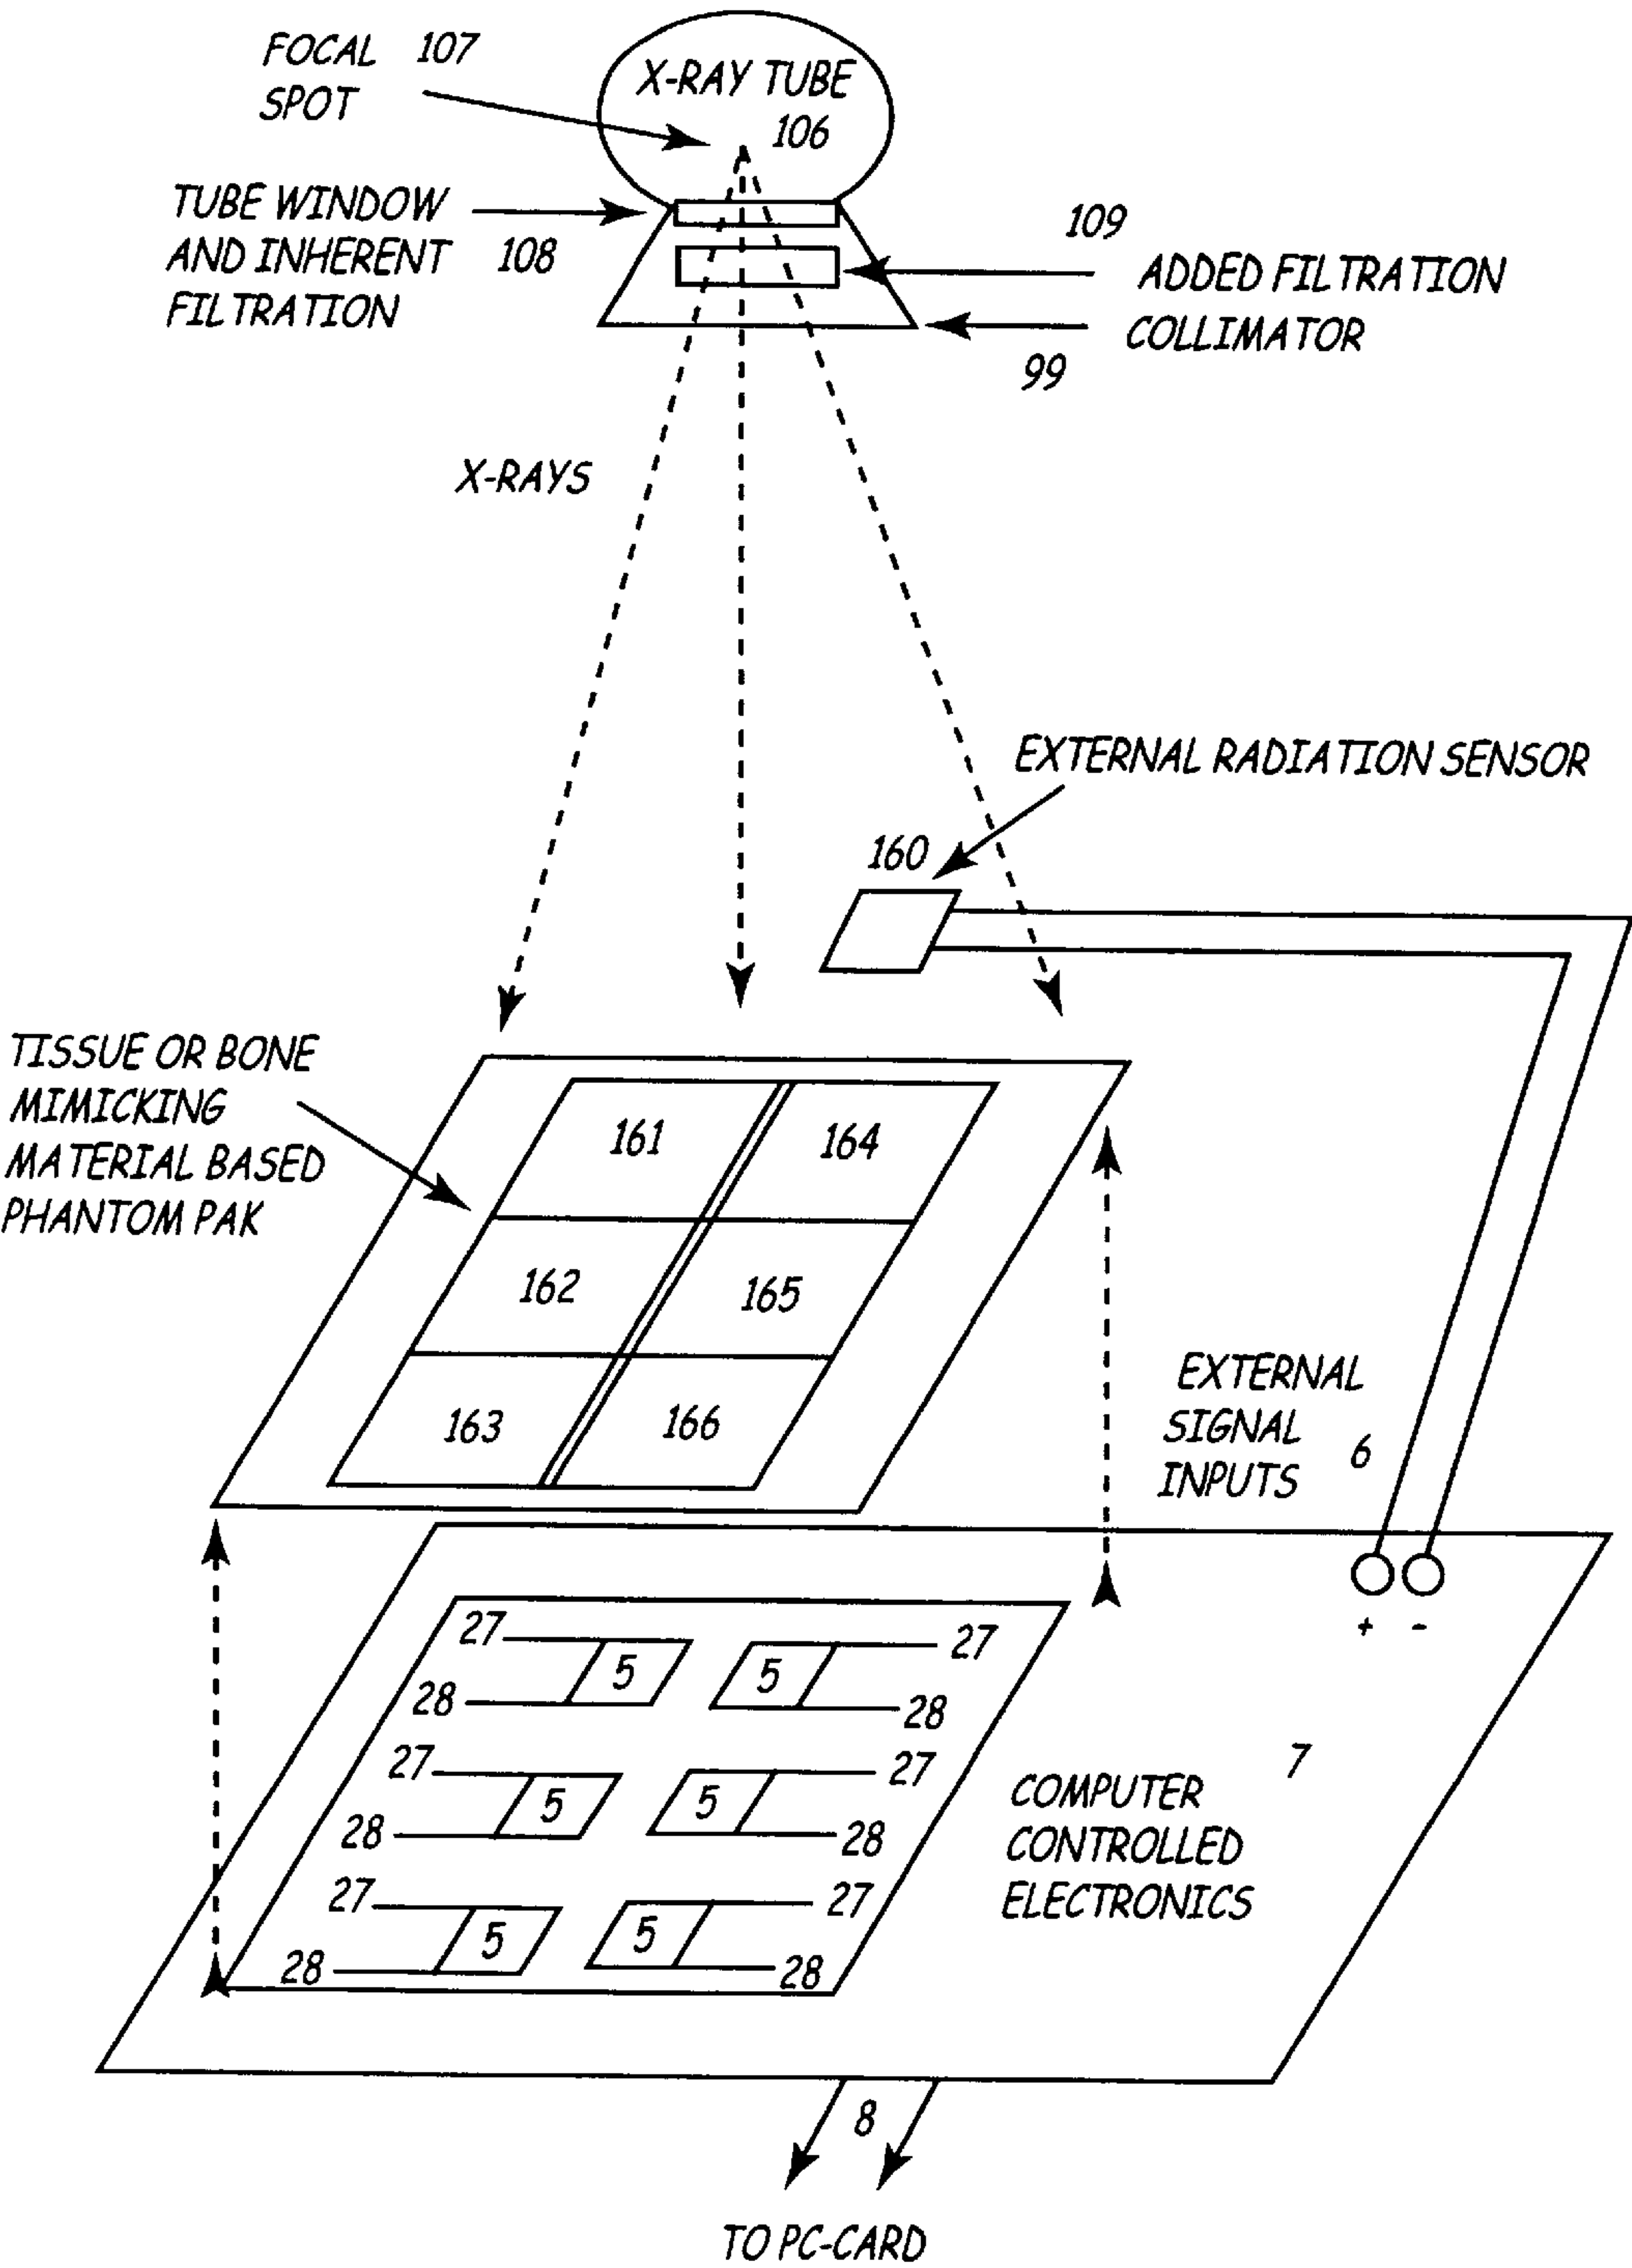 FOCAL 107
SPOT
X-RAY TUBE
106
TUBE WINDOW
AND INHERENT 108
FILTRATION
109
ADDED FILTRATION
COLLIMATOR
99
X-RAYS
EXTERNAL RADIATION SENSOR
160
TISSUE OR BONE
MIMICKING
MATERIAL BASED
PHANTOM PAK
161 164
162 165
163 166
EXTERNAL
SIGNAL 6
INPUTS
+ -
27 5 5 27
28 28
27 5 5 27
28 28
27 5 5 27
28 28
7
COMPUTER
CONTROLLED
ELECTRONICS
8
TO PC-CARD